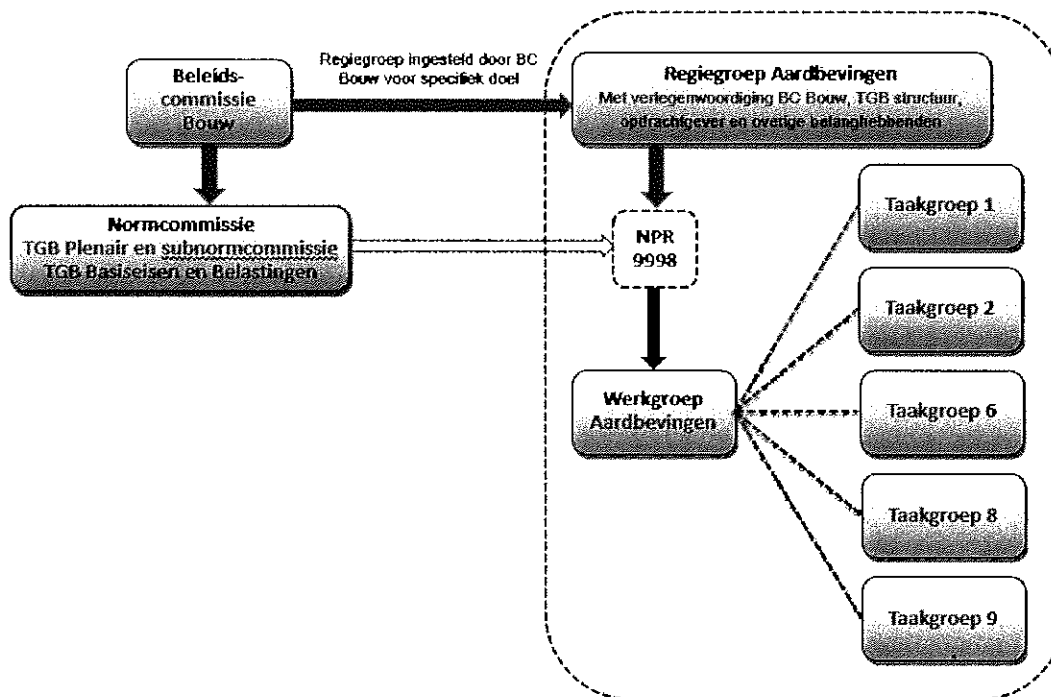 Regiegroep ingesteld door BC
Bouw voor specifiek doel
Beleids-
commissie
Bouw
Regiegroep Aardbevingen
Met vertegenwoordiging BC Bouw, TGB structuur,
opdrachtgever en overige belanghebbenden
Normcommissie
TGB Plenair en subnormcommissie
TGB Basiseisen en Belastingen
NPR
9998
Werkgroep
Aardbevingen
Taakgroep 1
Taakgroep 2
Taakgroep 6
Taakgroep 8
Taakgroep 9